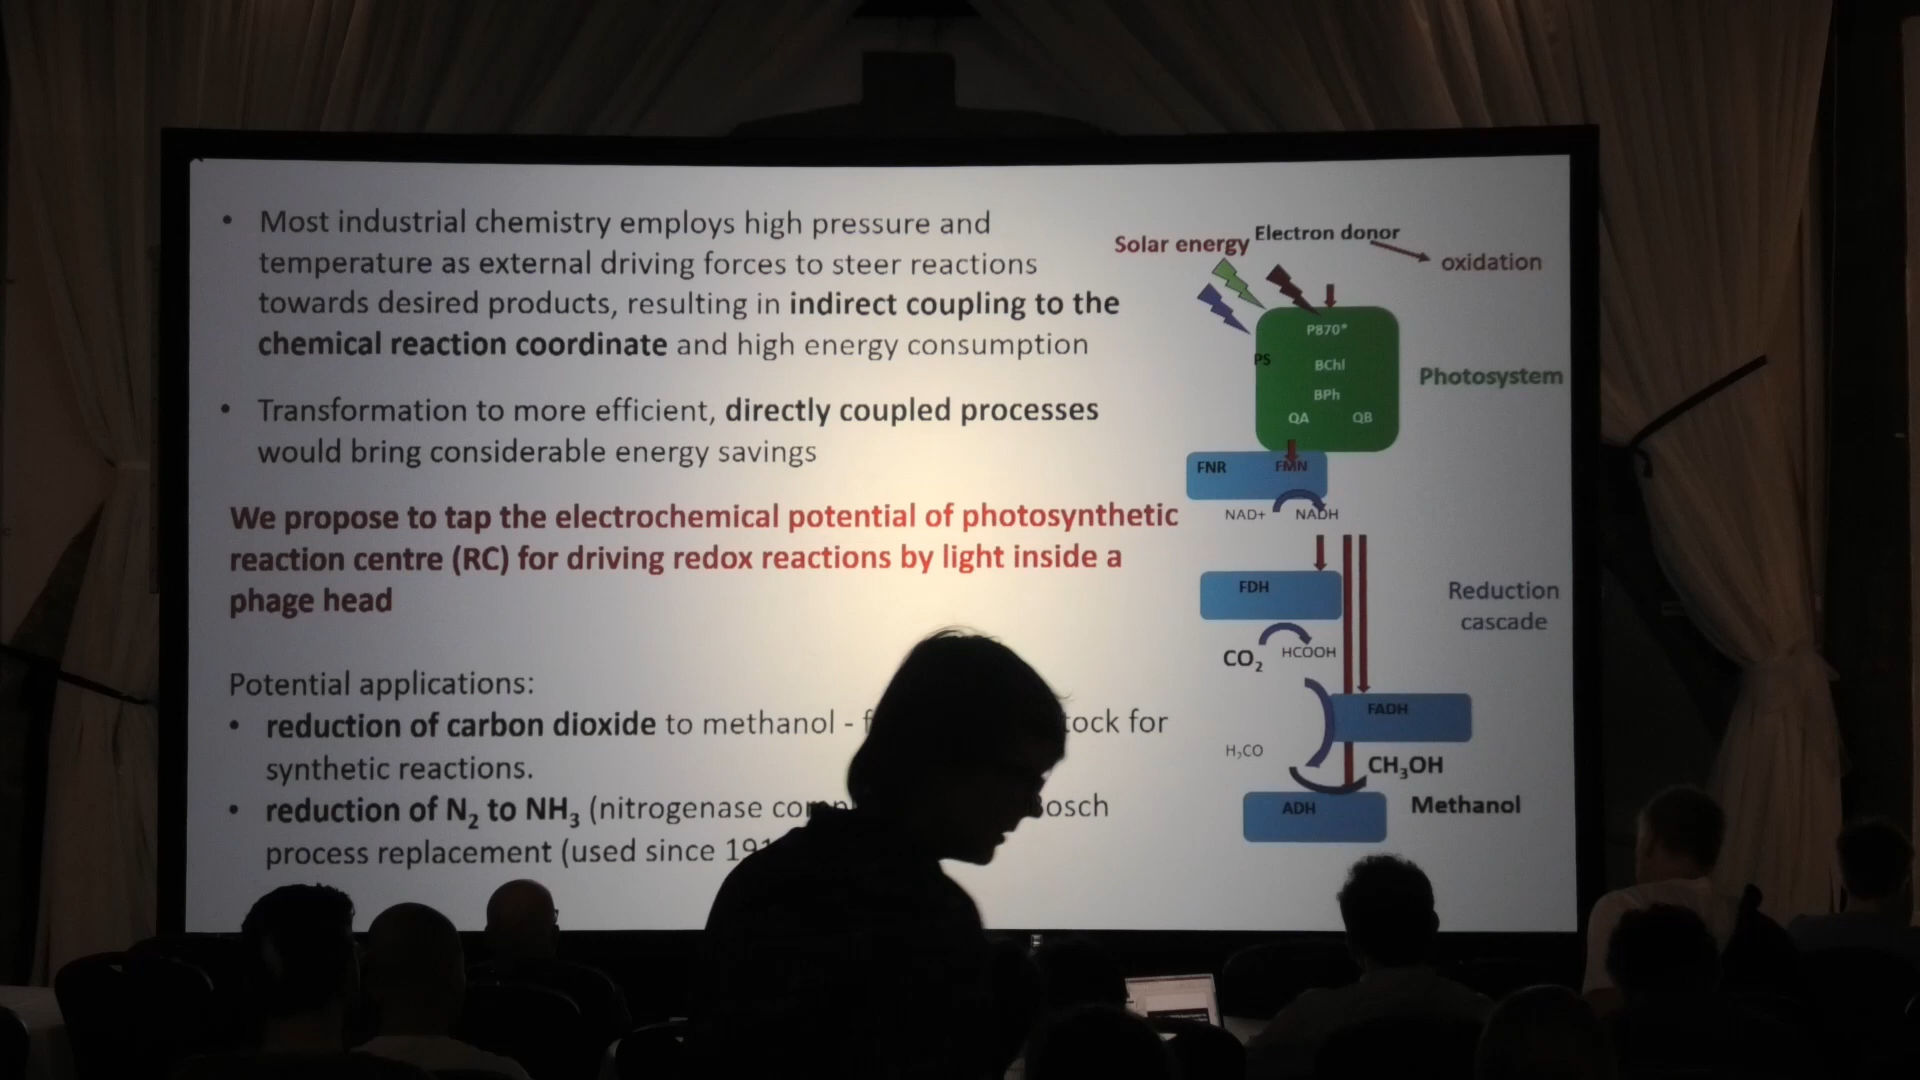 • Most industrial chemistry employs high pressure and
temperature as external driving forces to steer reactions
towards desired products, resulting in indirect coupling to the
chemical reaction coordinate and high energy consumption
• Transformation to more efficient, directly coupled processes
would bring considerable energy savings
We propose to tap the electrochemical potential of photosynthetic
reaction centre (RC) for driving redox reactions by light inside a
phage head
Potential applications:
• reduction of carbon dioxide to methanol - for
synthetic reactions.
• reduction of N₂ to NH₃ (nitrogenase
process replacement (used since
Solar energy
Electron donor
oxidation
P870*
PS
BChl
BPh
QA QB
Photosystem
FNR FMN
NAD+ NADH
FDH
Reduction
cascade
CO₂ HCOOH
FADH
H₂CO
CH₃OH
ADH
Methanol